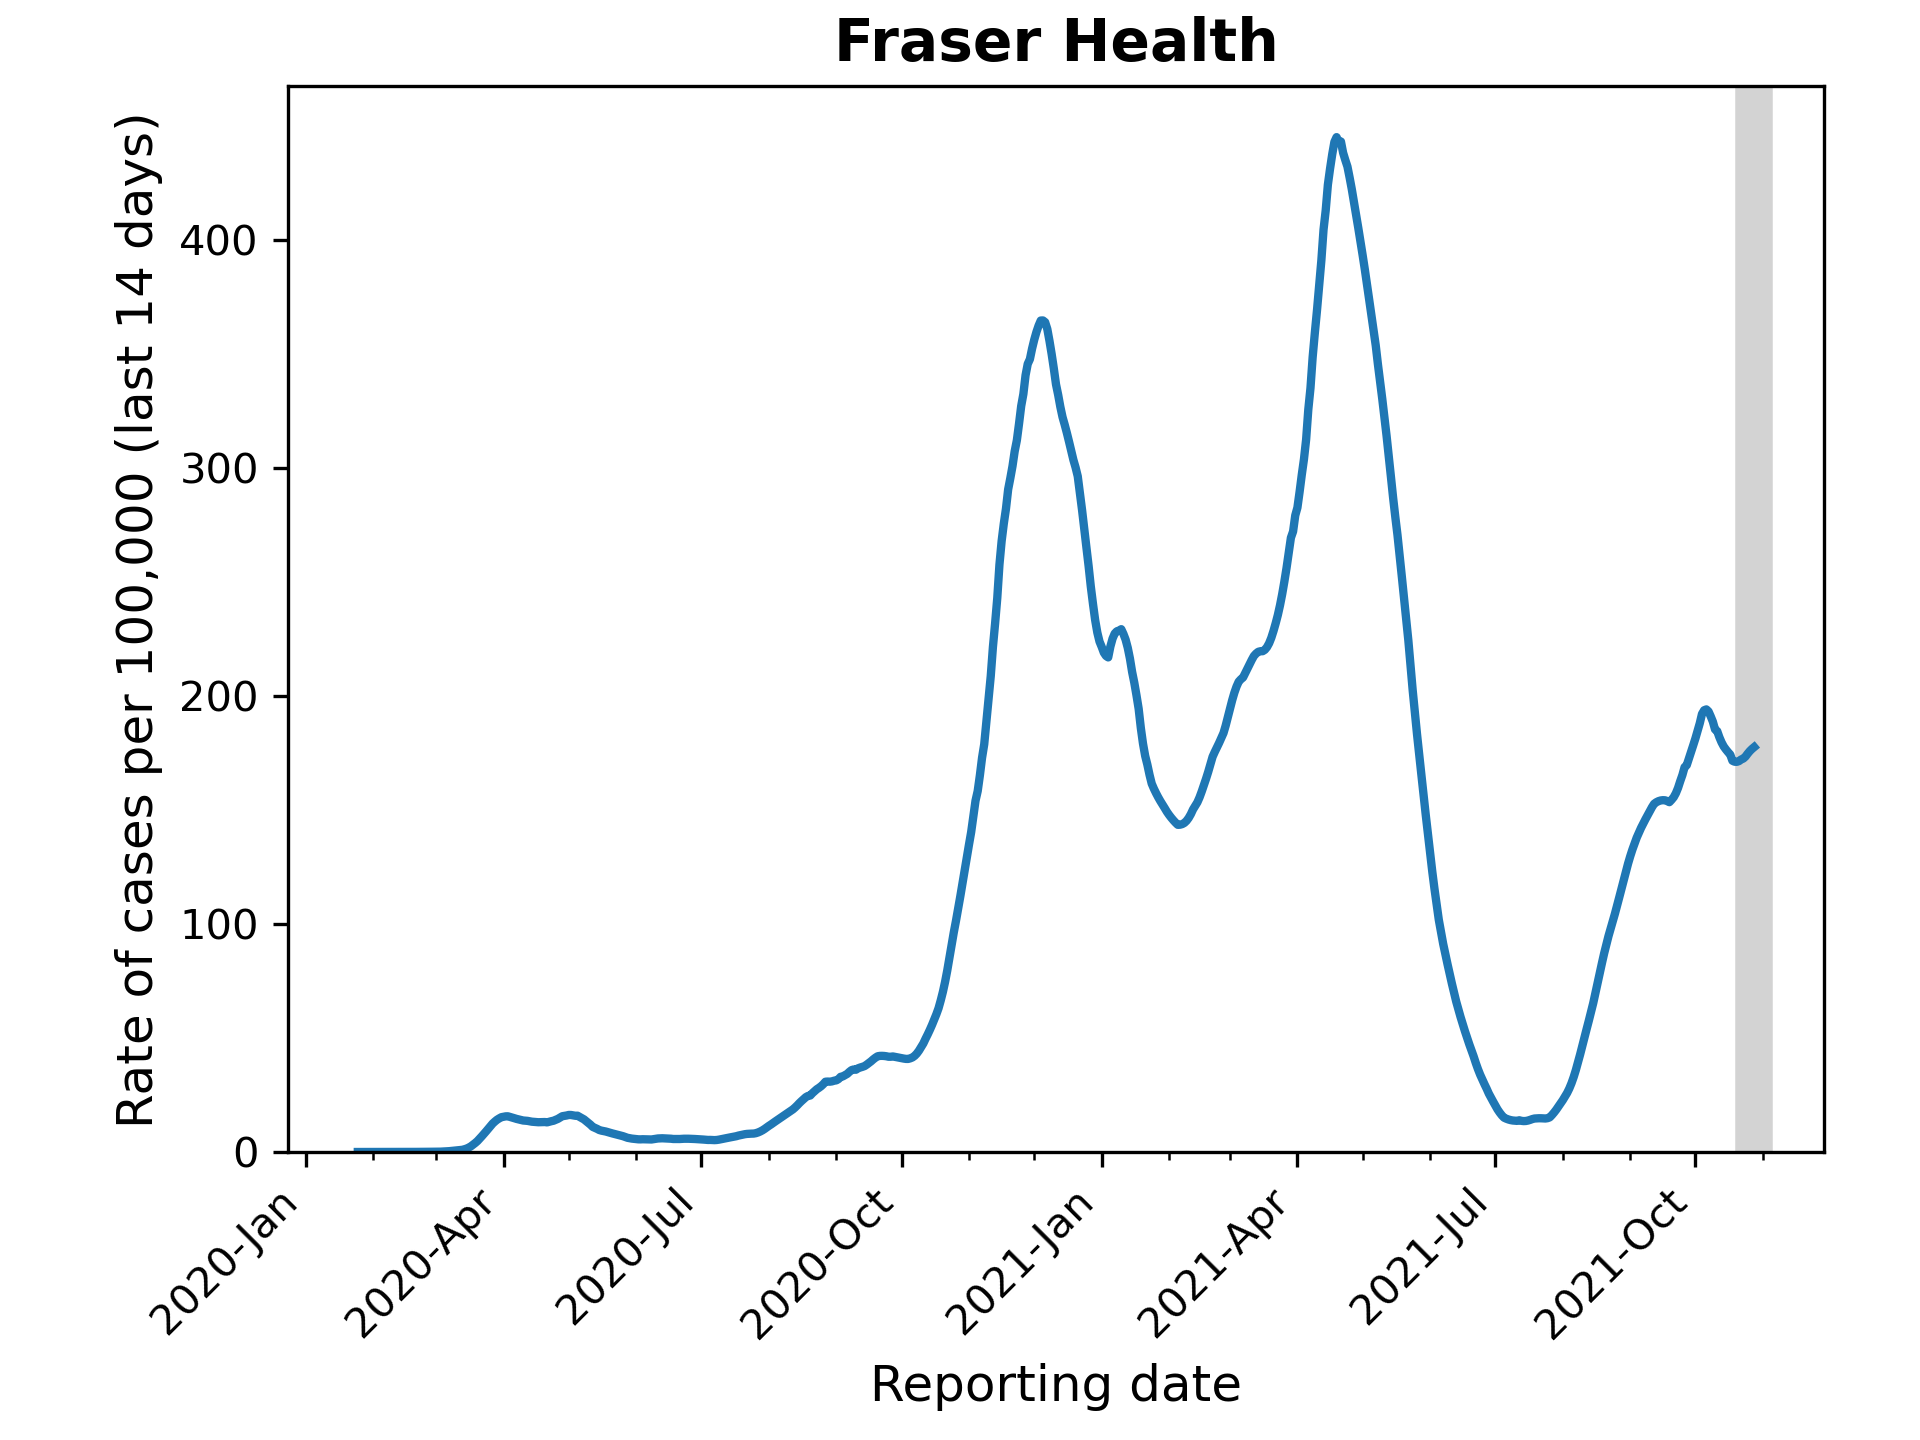 Fraser Health
Rate of cases per 100,000 (last 14 days)
400
300
200
100
0
2020-Jan
2020-Apr
2020-Jul
2020-Oct
2021-Jan
2021-Apr
2021-Jul
2021-Oct
Reporting date